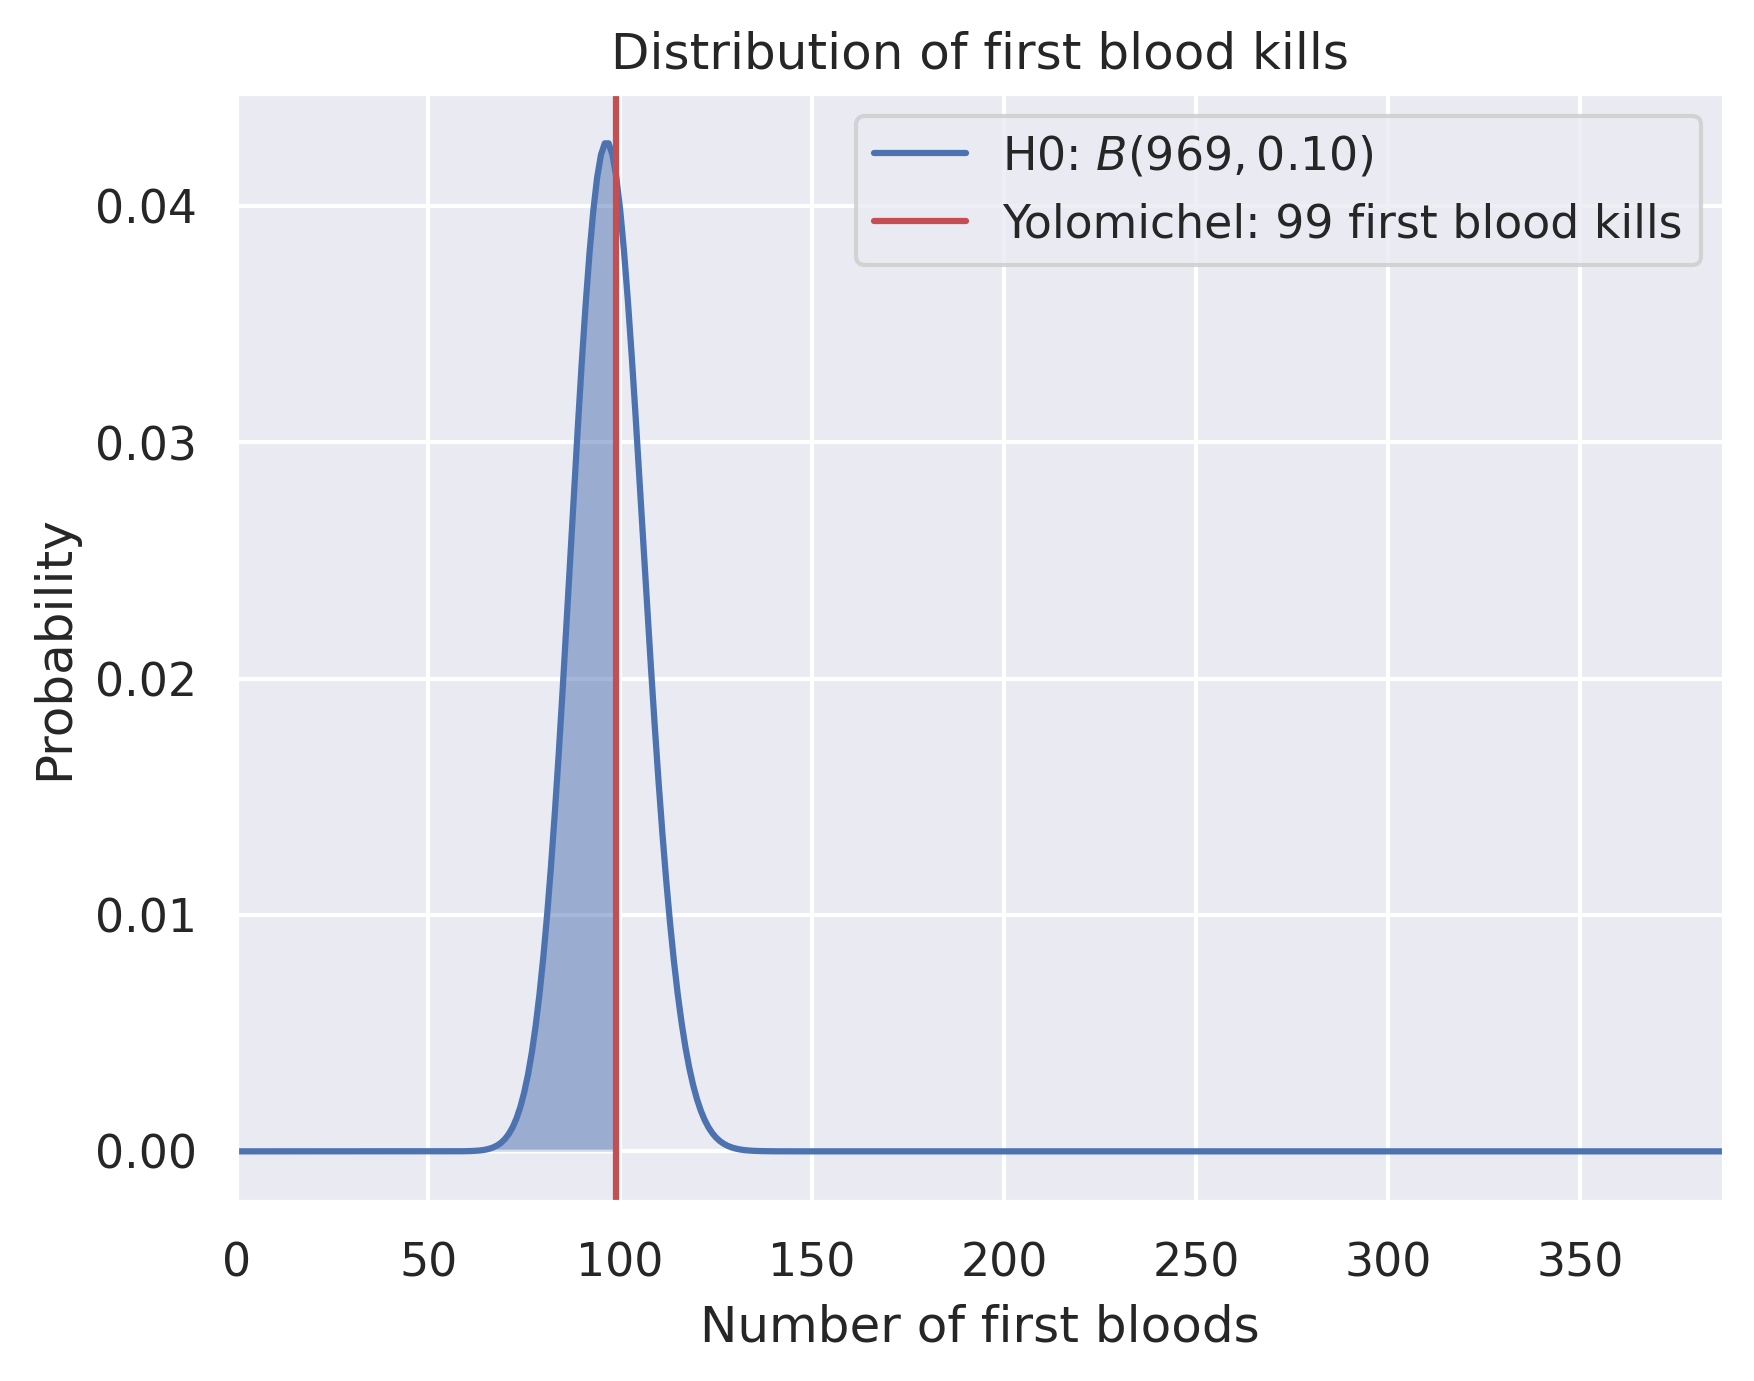 Distribution of first blood kills
H0: B(969, 0.10)
Yolomichel: 99 first blood kills
Probability
0.04
0.03
0.02
0.01
0.00
0 50 100 150 200 250 300 350
Number of first bloods